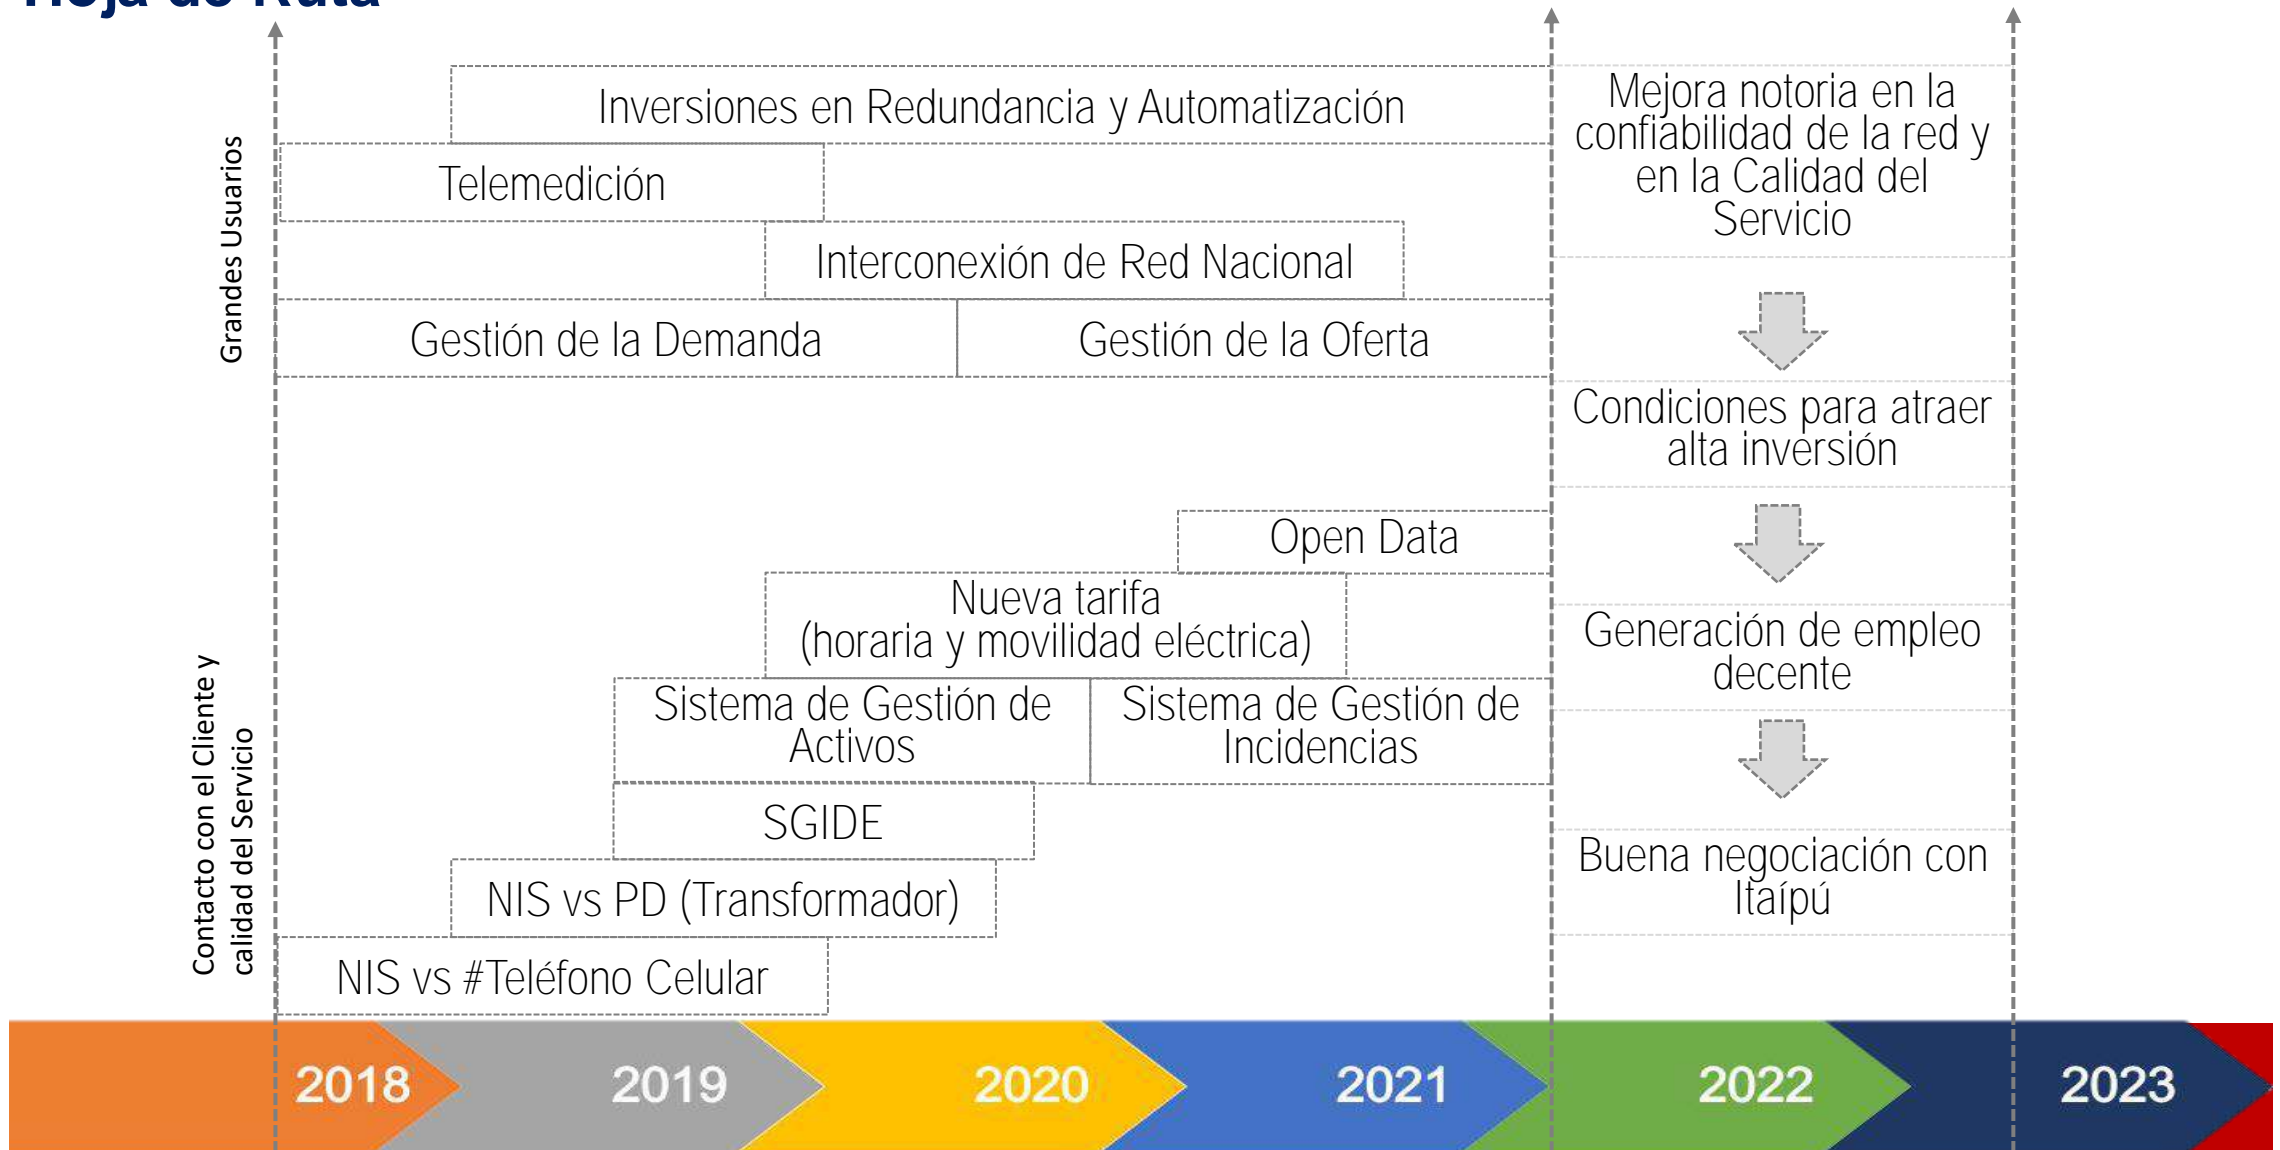 Hoja de Ruta
Grandes Usuarios
Inversiones en Redundancia y Automatización
Telemedición
Interconexión de Red Nacional
Gestión de la Demanda
Gestión de la Oferta
Contacto con el Cliente y
calidad del Servicio
Open Data
Nueva tarifa
(horaria y movilidad eléctrica)
Sistema de Gestión de
Activos
Sistema de Gestión de
Incidencias
SGIDE
NIS vs PD (Transformador)
NIS vs #Teléfono Celular
Mejora notoria en la
confiabilidad de la red y
en la Calidad del
Servicio
Condiciones para atraer
alta inversión
Generación de empleo
decente
Buena negociación con
Itaípú
2018
2019
2020
2021
2022
2023